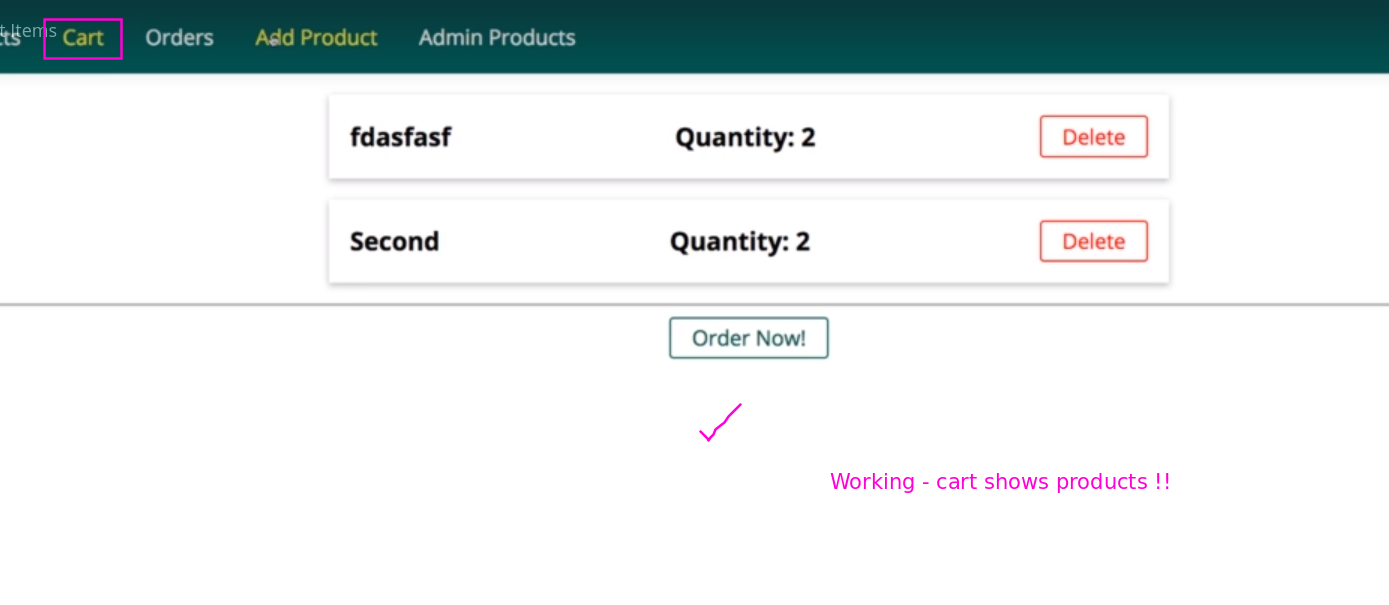 t Items
cts Cart Orders Add Product Admin Products
fdasfasf Quantity: 2 Delete
Second Quantity: 2 Delete
Order Now!
Working - cart shows products !!